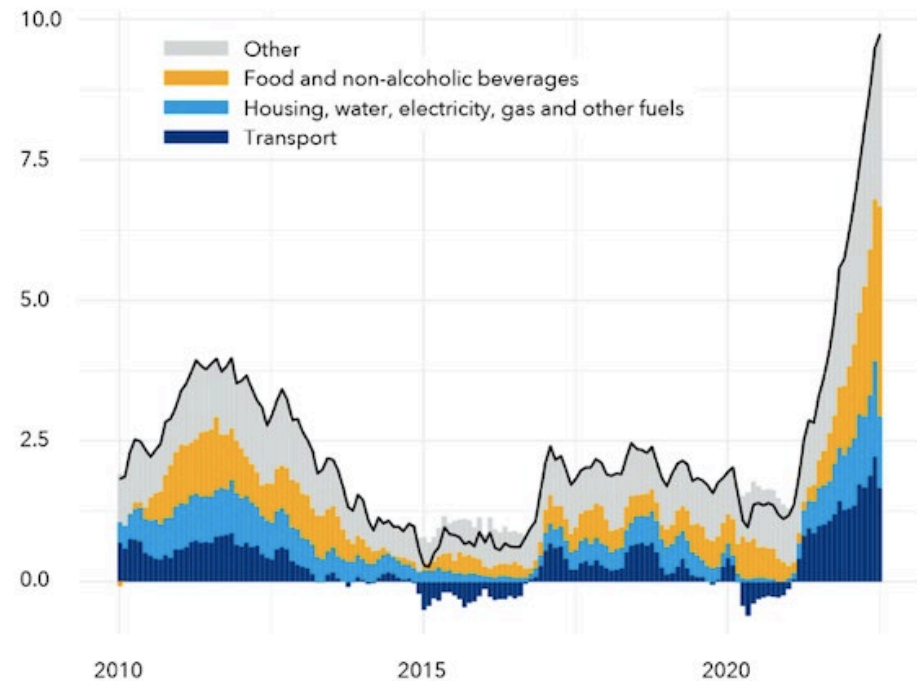 10.0
Other
Food and non-alcoholic beverages
Housing, water, electricity, gas and other fuels
Transport
7.5
5.0
2.5
0.0
2010 2015 2020